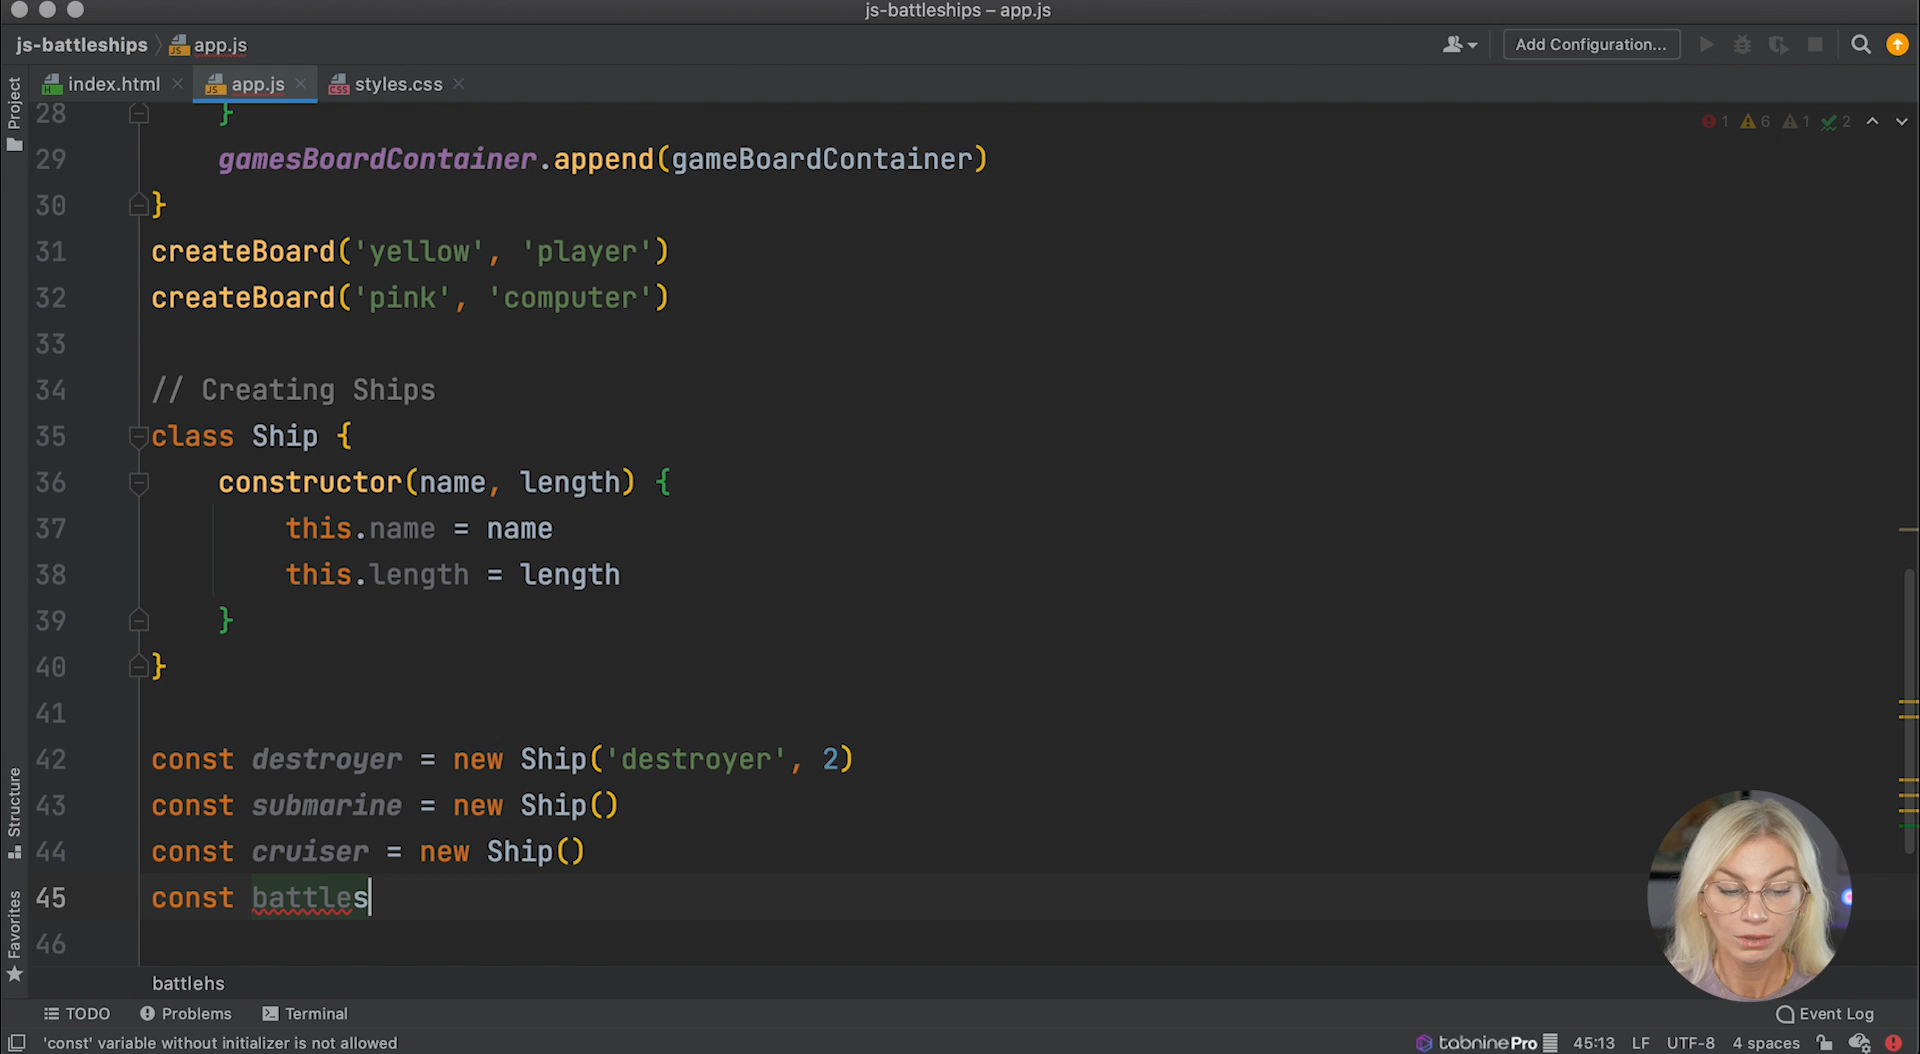 js-battleships – app.js
js-battleships app.js
Add Configuration...
index.html
app.js
styles.css
Project
28 }
1 6 1 2
29 gamesBoardContainer.append(gameBoardContainer)
30 }
31 createBoard('yellow', 'player')
32 createBoard('pink', 'computer')
33
34 // Creating Ships
35 class Ship {
36 constructor(name, length) {
37 this.name = name
38 this.length = length
39 }
40 }
41
42 const destroyer = new Ship('destroyer', 2)
43 const submarine = new Ship()
44 const cruiser = new Ship()
45 const battles
46
Structure
Favorites
battlehs
TODO
Problems
Terminal
Event Log
'const' variable without initializer is not allowed
tabnine Pro
45:13
LF
UTF-8
4 spaces